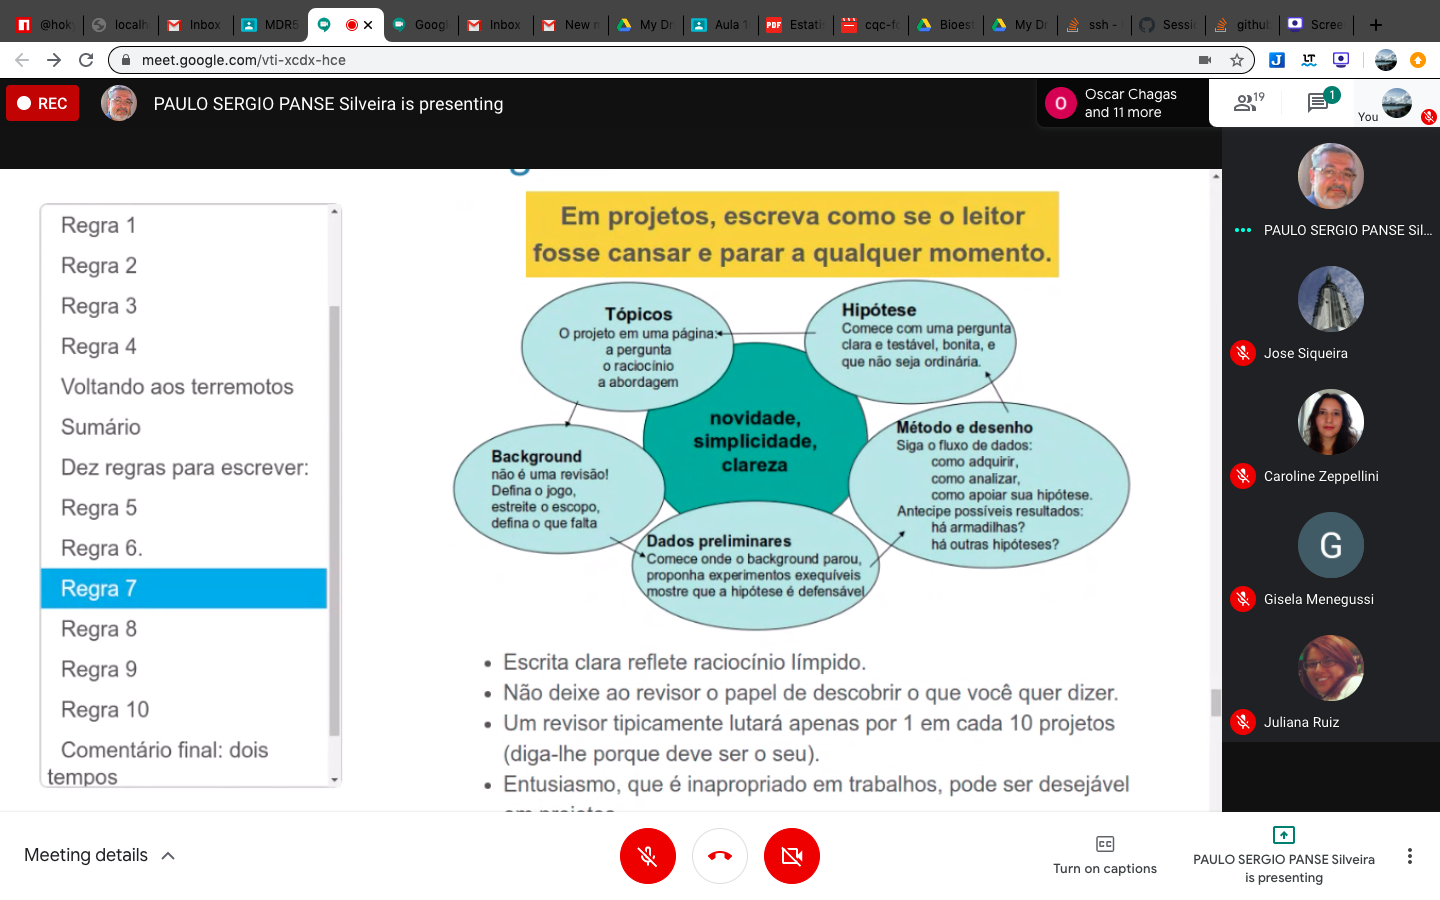 @hok
localh
Inbox
MDR5
Googl
Inbox
New m
My Dr
Aula 1
PDF
Estati
cqc-fo
Bioest
My Dr
ssh -
Sessio
github
Scree
meet.google.com/vti-xcdx-hce
REC
PAULO SERGIO PANSE Silveira is presenting
O
Oscar Chagas
and 11 more
19
1
You
Regra 1
Regra 2
Regra 3
Regra 4
Voltando aos terremotos
Sumário
Dez regras para escrever:
Regra 5
Regra 6.
Regra 7
Regra 8
Regra 9
Regra 10
Comentário final: dois
tempos
Em projetos, escreva como se o leitor
fosse cansar e parar a qualquer momento.
Tópicos
O projeto em uma página:
a pergunta
o raciocínio
a abordagem
Hipótese
Comece com uma pergunta
clara e testável, bonita, e
que não seja ordinária.
novidade,
simplicidade,
clareza
Background
não é uma revisão!
Defina o jogo,
estreite o escopo,
defina o que falta
Método e desenho
Siga o fluxo de dados:
como adquirir,
como analizar,
como apoiar sua hipótese.
Antecipe possíveis resultados:
há armadilhas?
há outras hipóteses?
Dados preliminares
Comece onde o background parou,
proponha experimentos exequíveis
mostre que a hipótese é defensável
• Escrita clara reflete raciocínio límpido.
• Não deixe ao revisor o papel de descobrir o que você quer dizer.
• Um revisor tipicamente lutará apenas por 1 em cada 10 projetos
(diga-lhe porque deve ser o seu).
• Entusiasmo, que é inapropriado em trabalhos, pode ser desejável
PAULO SERGIO PANSE Sil...
Jose Siqueira
Caroline Zeppellini
G
Gisela Menegussi
Juliana Ruiz
Meeting details
CC
Turn on captions
PAULO SERGIO PANSE Silveira
is presenting